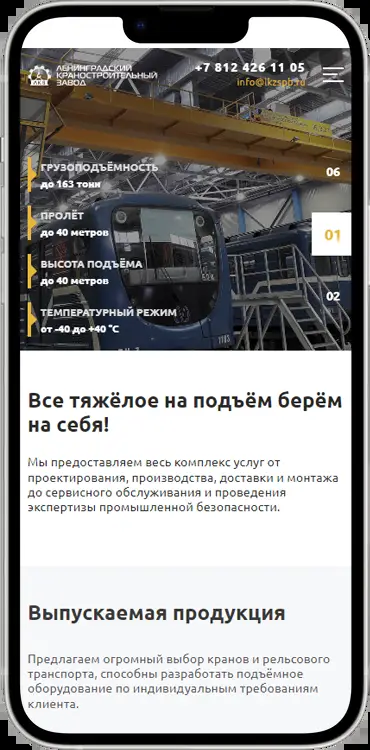 ЛЕНИНГРАДСКИЙ
КРАНОСТРОИТЕЛЬНЫЙ
ЗАВОД
ЛКЗ
+7 812 426 11 05
info@lkzspb.ru
ГРУЗОПОДЪЁМНОСТЬ
до 163 тонн
06
ПРОЛЁТ
до 40 метров
01
ВЫСОТА ПОДЪЁМА
до 40 метров
02
ТЕМПЕРАТУРНЫЙ РЕЖИМ
от -40 до +40 °C
Все тяжёлое на подъём берём
на себя!
Мы предоставляем весь комплекс услуг от
проектирования, производства, доставки и монтажа
до сервисного обслуживания и проведения
экспертизы промышленной безопасности.
Выпускаемая продукция
Предлагаем огромный выбор кранов и рельсового
транспорта, способны разработать подъёмное
оборудование по индивидуальным требованиям
клиента.